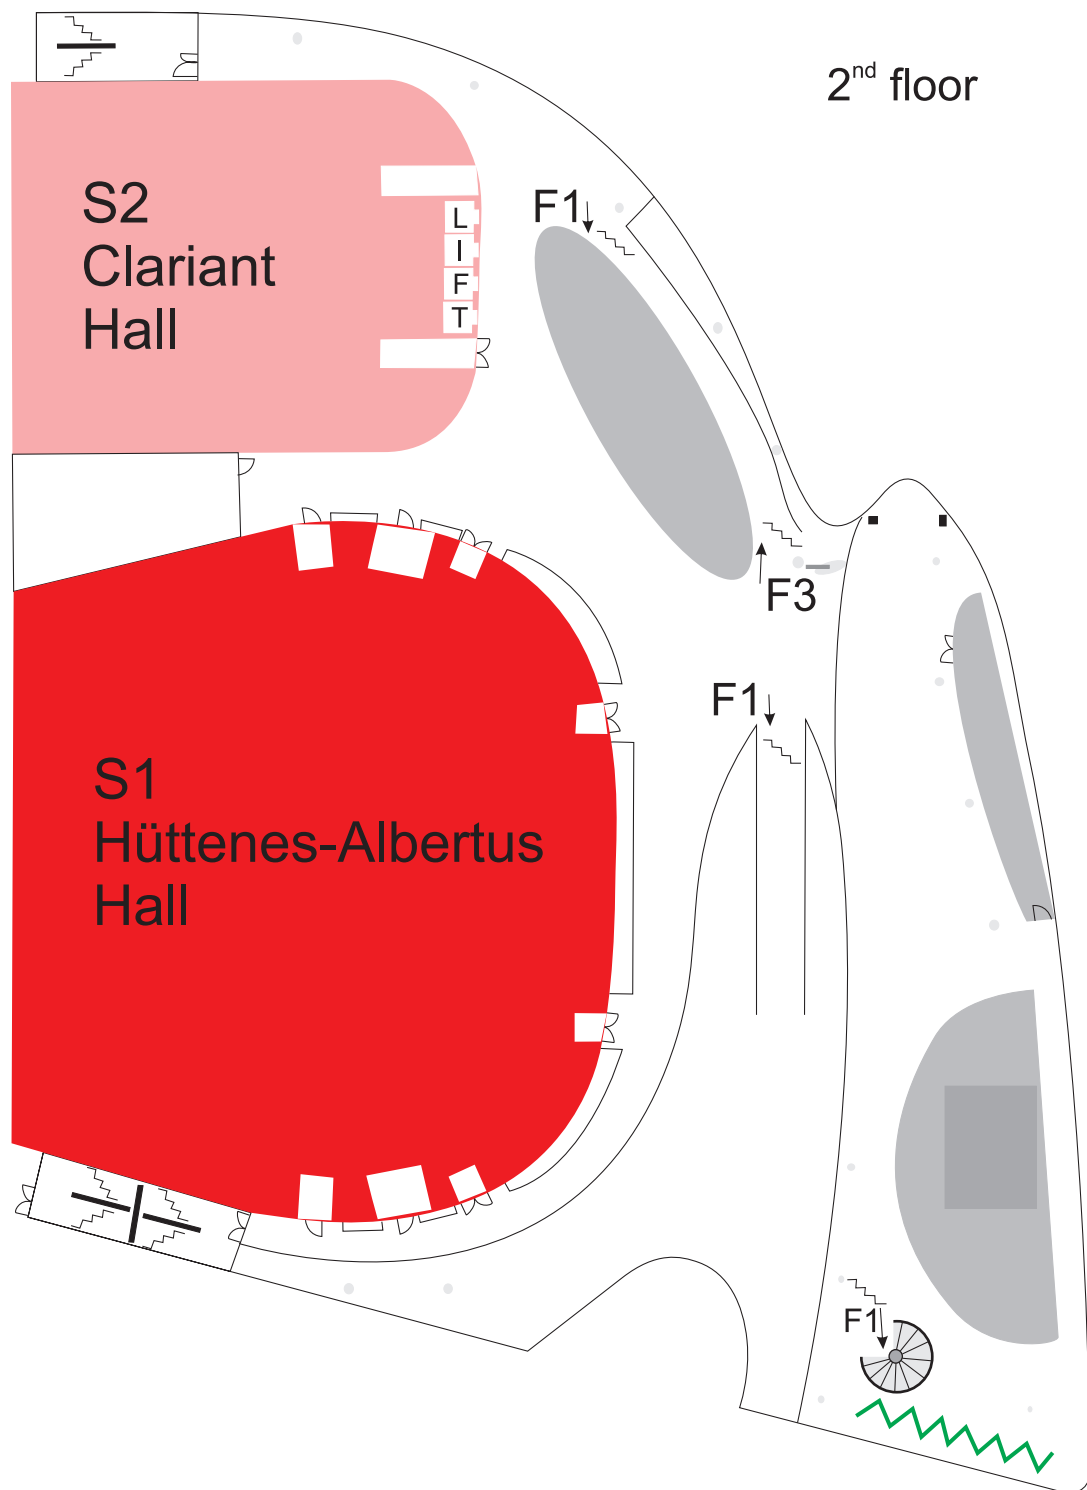 2nd floor
S2
Clariant
Hall
L
I
F
T
F1
F3
F1
S1
Hüttenes-Albertus
Hall
F1